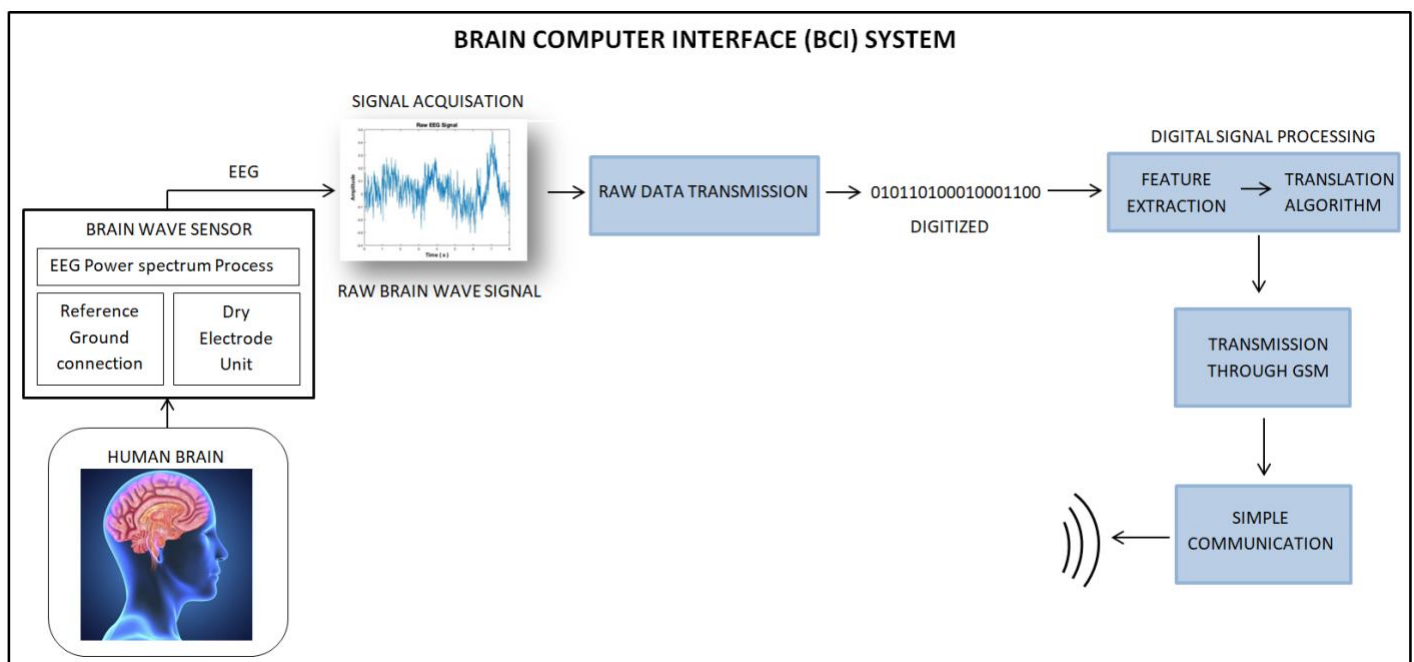 BRAIN COMPUTER INTERFACE (BCI) SYSTEM
SIGNAL ACQUISATION
Raw EEG Signal
Amplitude
Time ( s )
RAW BRAIN WAVE SIGNAL
EEG
BRAIN WAVE SENSOR
EEG Power spectrum Process
Reference
Ground
connection
Dry
Electrode
Unit
HUMAN BRAIN
RAW DATA TRANSMISSION
010110100010001100
DIGITIZED
DIGITAL SIGNAL PROCESSING
FEATURE
EXTRACTION
TRANSLATION
ALGORITHM
TRANSMISSION
THROUGH GSM
SIMPLE
COMMUNICATION